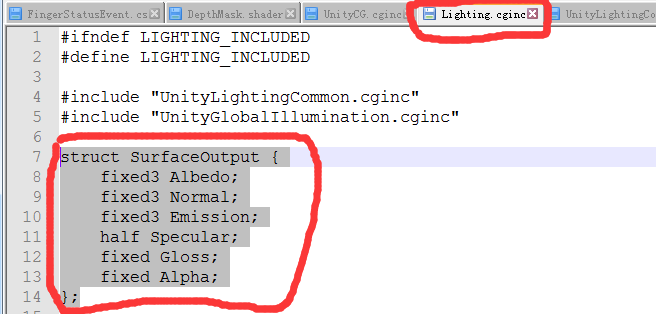 FingerStatusEvent.cs
DepthMask.shader
UnityCG.cginc
Lighting.cginc
UnityLightingCo
1 #ifndef LIGHTING_INCLUDED
2 #define LIGHTING_INCLUDED
3
4 #include "UnityLightingCommon.cginc"
5 #include "UnityGlobalIllumination.cginc"
6
7 struct SurfaceOutput {
8 fixed3 Albedo;
9 fixed3 Normal;
10 fixed3 Emission;
11 half Specular;
12 fixed Gloss;
13 fixed Alpha;
14 };